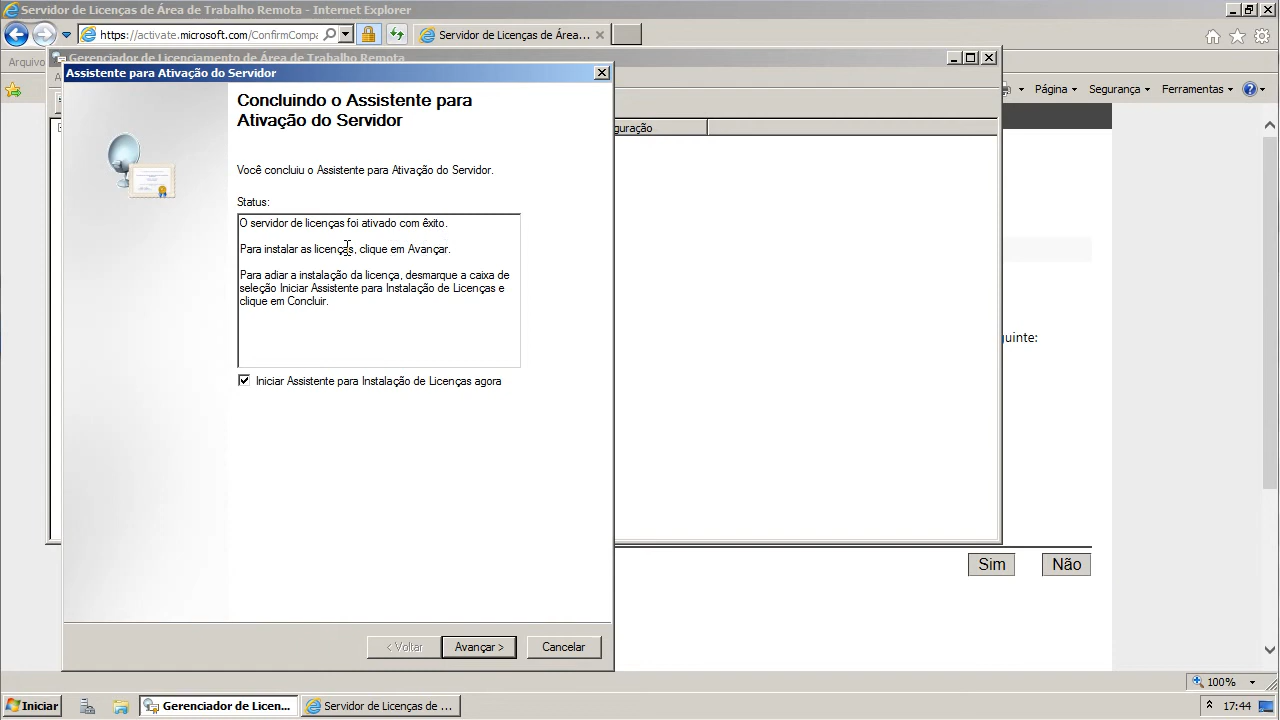 Servidor de Licenças de Área de Trabalho Remota - Internet Explorer
https://activate.microsoft.com/ConfirmCompa
Servidor de Licenças de Área...
Arquivo
Gerenciador de Licenciamento de Área de Trabalho Remota
Página
Segurança
Ferramentas
Assistente para Ativação do Servidor
Concluindo o Assistente para
Ativação do Servidor
guração
Você concluiu o Assistente para Ativação do Servidor.
Status:
O servidor de licenças foi ativado com êxito.
Para instalar as licenças, clique em Avançar.
Para adiar a instalação da licença, desmarque a caixa de
seleção Iniciar Assistente para Instalação de Licenças e
clique em Concluir.
uinte:
Iniciar Assistente para Instalação de Licenças agora
Sim
Não
< Voltar
Avançar >
Cancelar
100%
Iniciar
Gerenciador de Licen...
Servidor de Licenças de ...
17:44